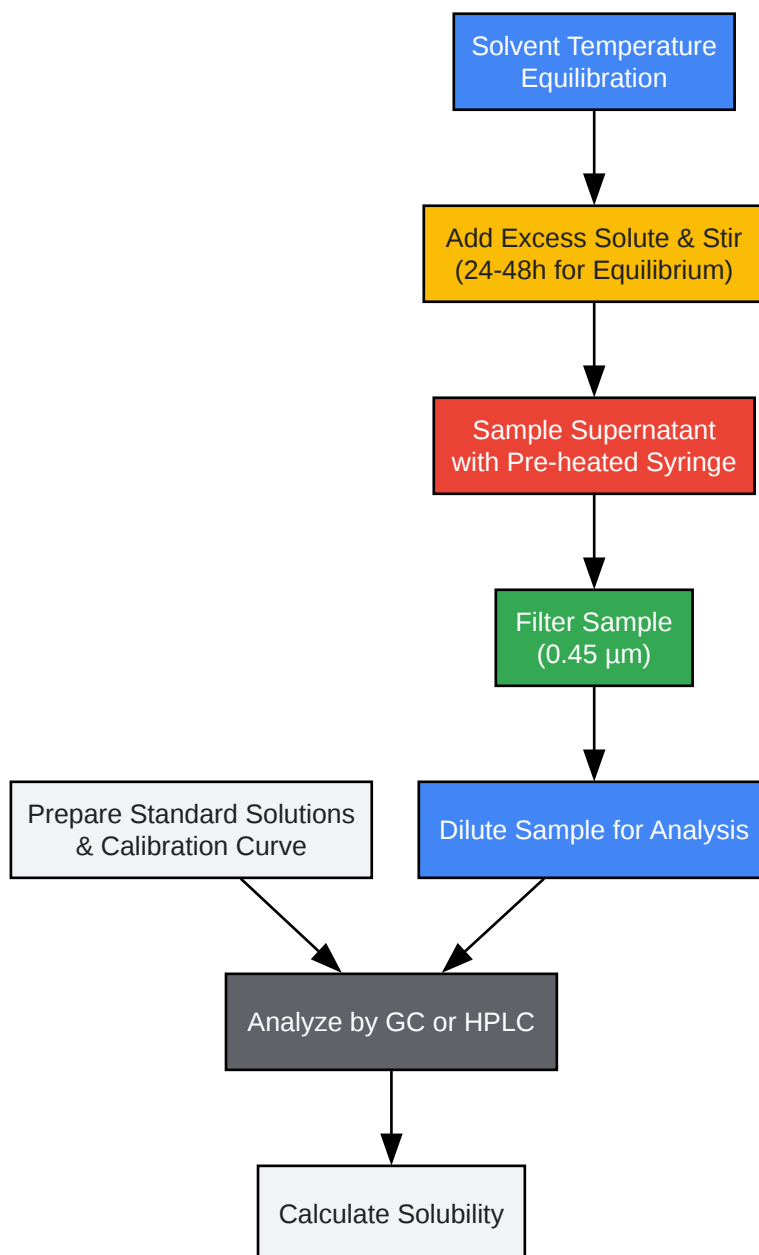 Solvent Temperature
Equilibration
Add Excess Solute & Stir
(24-48h for Equilibrium)
Sample Supernatant
with Pre-heated Syringe
Filter Sample
(0.45 µm)
Prepare Standard Solutions
& Calibration Curve
Dilute Sample for Analysis
Analyze by GC or HPLC
Calculate Solubility